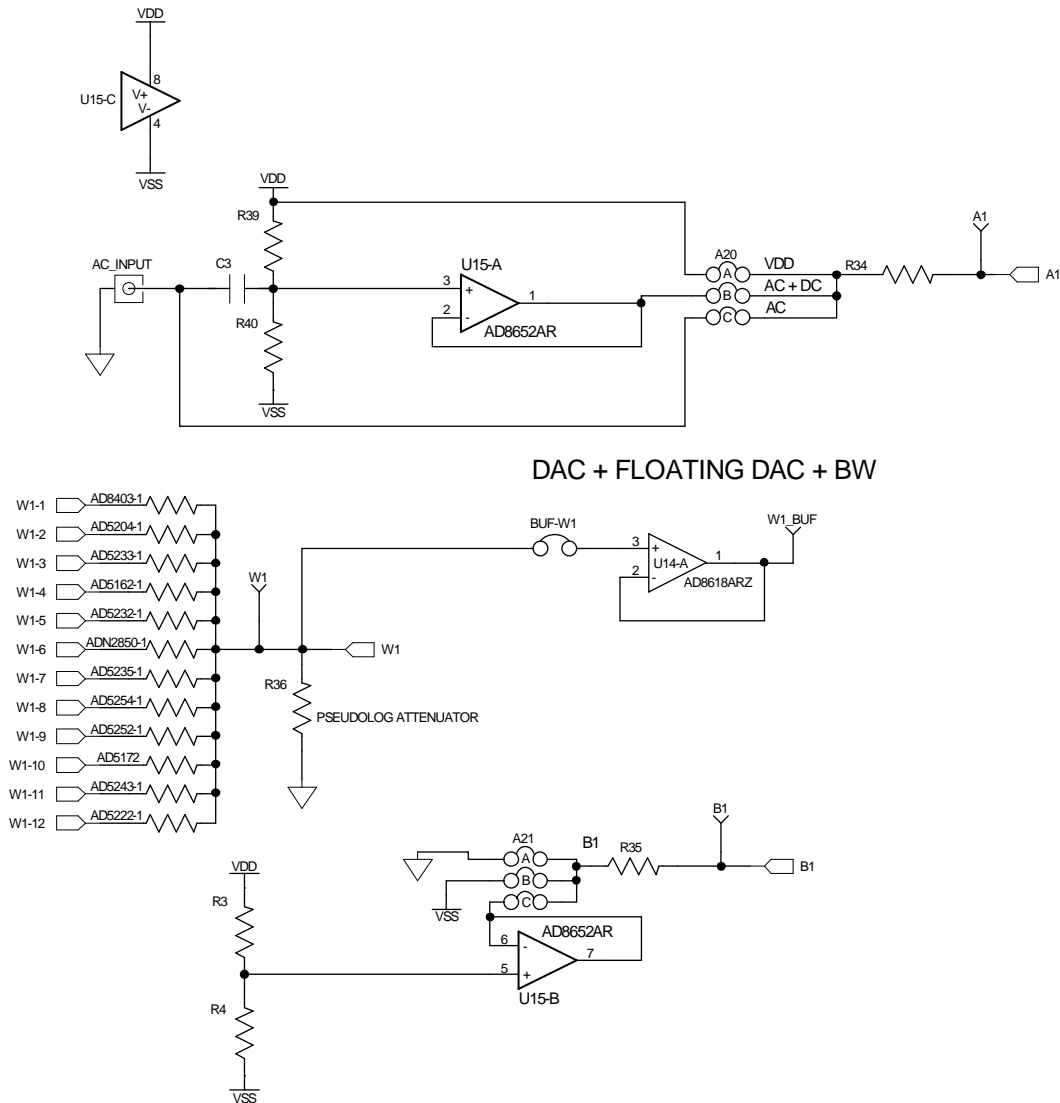 VDD
U15-C
V+
V-
8
4
VSS
VDD
R39
AC_INPUT
C3
R40
VSS
U15-A
3
+
2
-
1
AD8652AR
A20
A
VDD
B
AC + DC
C
AC
R34
A1
A1
DAC + FLOATING DAC + BW
W1-1 AD8403-1
W1-2 AD5204-1
W1-3 AD5233-1
W1-4 AD5162-1
W1-5 AD5232-1
W1-6 ADN2850-1
W1-7 AD5235-1
W1-8 AD5254-1
W1-9 AD5252-1
W1-10 AD5172
W1-11 AD5243-1
W1-12 AD5222-1
W1
W1
R36
PSEUDOLOG ATTENUATOR
BUF-W1
3
+
2
-
U14-A
1
AD8618ARZ
W1_BUF
VDD
R3
R4
VSS
A21
A
B
C
VSS
B1
R35
B1
B1
AD8652AR
6
-
5
+
7
U15-B